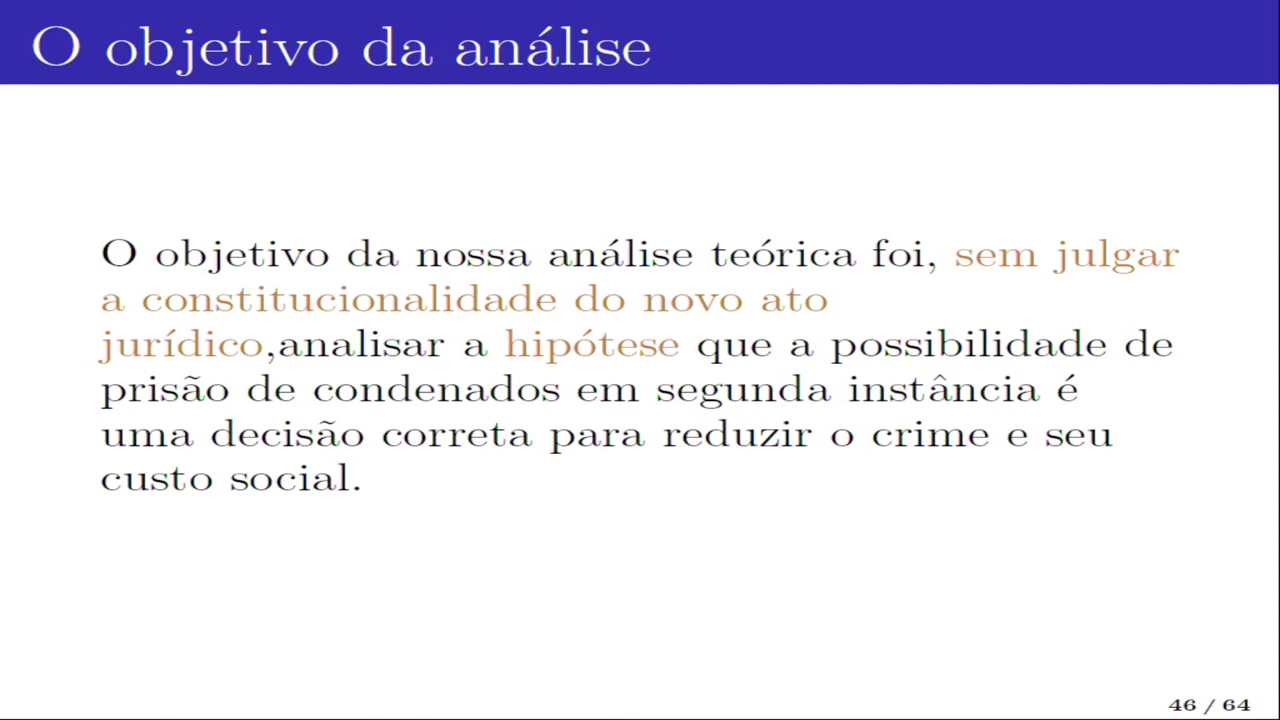 O objetivo da análise
O objetivo da nossa análise teórica foi, sem julgar
a constitucionalidade do novo ato
jurídico,analisar a hipótese que a possibilidade de
prisão de condenados em segunda instância é
uma decisão correta para reduzir o crime e seu
custo social.
46 / 64